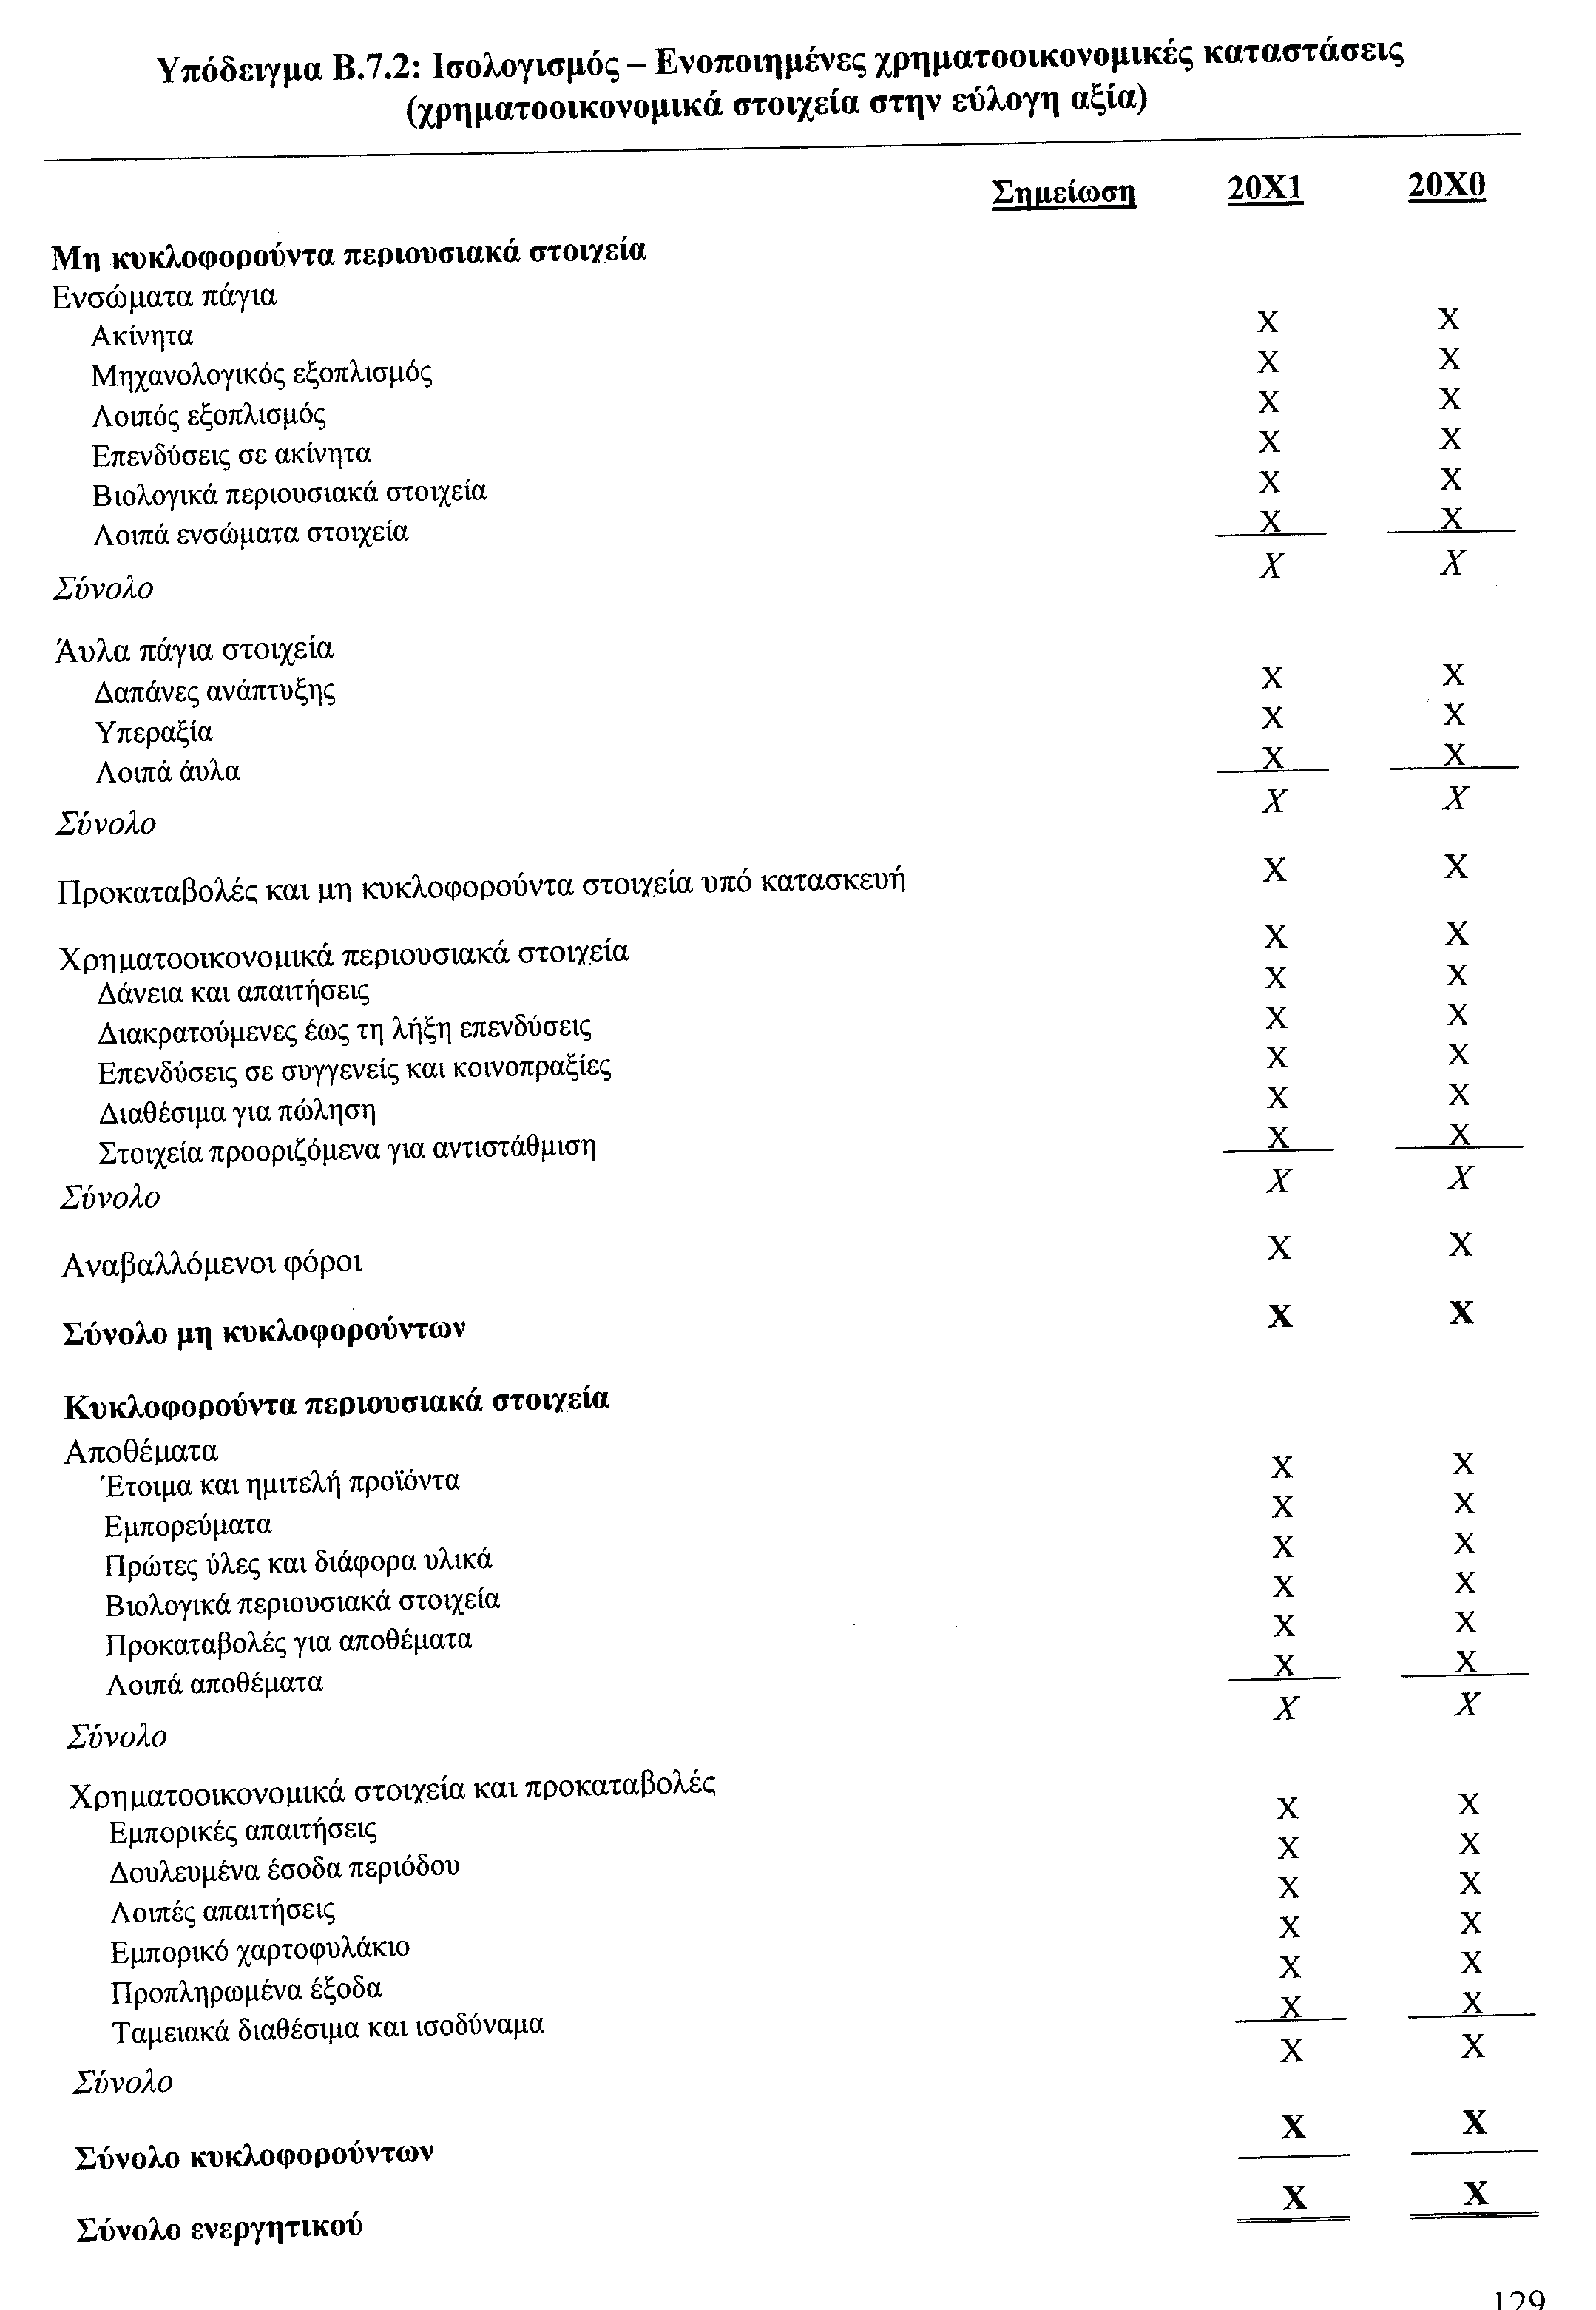 Υπόδειγμα Β.7.2: Ισολογισμός – Ενοποιημένες χρηματοοικονομικές καταστάσεις
(χρηματοοικονομικά στοιχεία στην εύλογη αξία)
Σημείωση 20X1 20X0
Μη κυκλοφορούντα περιουσιακά στοιχεία
Ενσώματα πάγια
Ακίνητα X X
Μηχανολογικός εξοπλισμός X X
Λοιπός εξοπλισμός X X
Επενδύσεις σε ακίνητα X X
Βιολογικά περιουσιακά στοιχεία X X
Λοιπά ενσώματα στοιχεία X X
Σύνολο X X
Άυλα πάγια στοιχεία
Δαπάνες ανάπτυξης X X
Υπεραξία X X
Λοιπά άυλα X X
Σύνολο X X
Προκαταβολές και μη κυκλοφορούντα στοιχεία υπό κατασκευή X X
Χρηματοοικονομικά περιουσιακά στοιχεία X X
Δάνεια και απαιτήσεις X X
Διακρατούμενες έως τη λήξη επενδύσεις X X
Επενδύσεις σε συγγενείς και κοινοπραξίες X X
Διαθέσιμα για πώληση X X
Στοιχεία προοριζόμενα για αντιστάθμιση X X
Σύνολο X X
Αναβαλλόμενοι φόροι X X
Σύνολο μη κυκλοφορούντων X X
Κυκλοφορούντα περιουσιακά στοιχεία
Αποθέματα
Έτοιμα και ημιτελή προϊόντα X X
Εμπορεύματα X X
Πρώτες ύλες και διάφορα υλικά X X
Βιολογικά περιουσιακά στοιχεία X X
Προκαταβολές για αποθέματα X X
Λοιπά αποθέματα X X
Σύνολο X X
Χρηματοοικονομικά στοιχεία και προκαταβολές
Εμπορικές απαιτήσεις X X
Δουλευμένα έσοδα περιόδου X X
Λοιπές απαιτήσεις X X
Εμπορικό χαρτοφυλάκιο X X
Προπληρωμένα έξοδα X X
Ταμειακά διαθέσιμα και ισοδύναμα X X
Σύνολο X X
Σύνολο κυκλοφορούντων X X
Σύνολο ενεργητικού X X
129